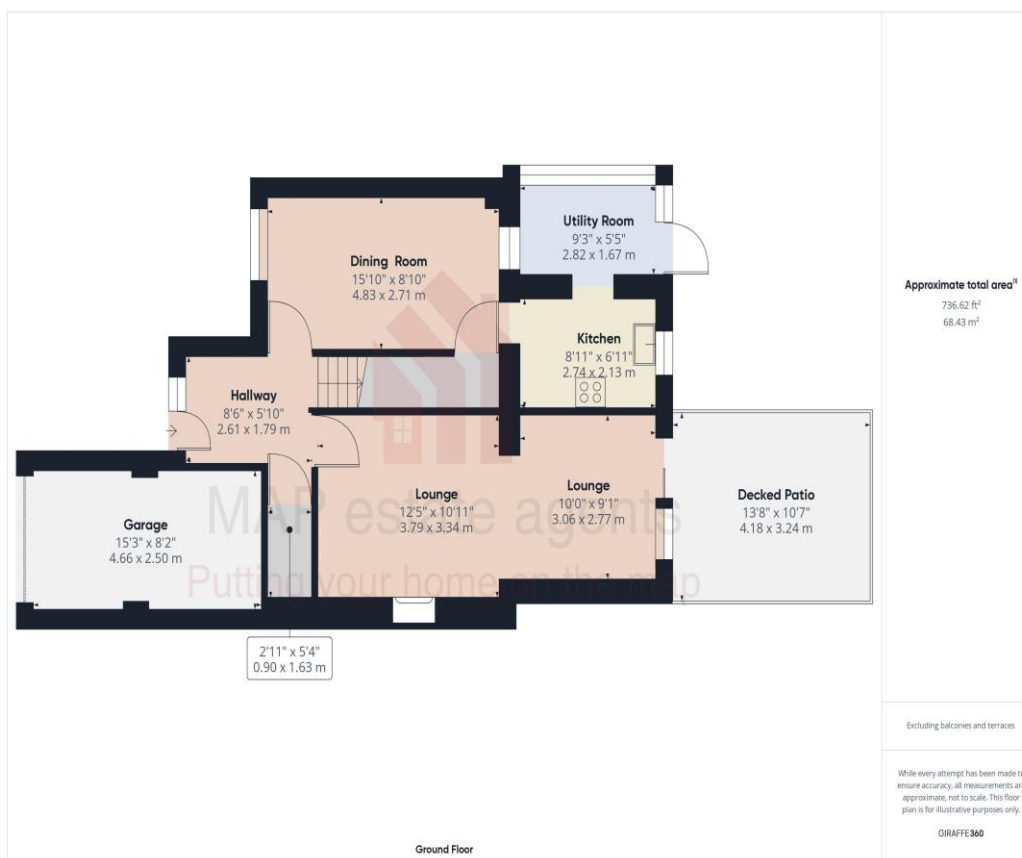 Utility Room
9'3" x 5'5"
2.82 x 1.67 m
Dining Room
15'10" x 8'10"
4.83 x 2.71 m
Kitchen
8'11" x 6'11"
2.74 x 2.13 m
Hallway
8'6" x 5'10"
2.61 x 1.79 m
Lounge
12'5" x 10'11"
3.79 x 3.34 m
Lounge
10'0" x 9'1"
3.06 x 2.77 m
Decked Patio
13'8" x 10'7"
4.18 x 3.24 m
Garage
15'3" x 8'2"
4.66 x 2.50 m
MAP estate agents
Putting your home on the map
2'11" x 5'4"
0.90 x 1.63 m
Ground Floor
Approximate total area⁽¹⁾
736.62 ft²
68.43 m²
Excluding balconies and terraces
While every attempt has been made to
ensure accuracy, all measurements are
approximate, not to scale. This floor
plan is for illustrative purposes only.
GIRAFFE360